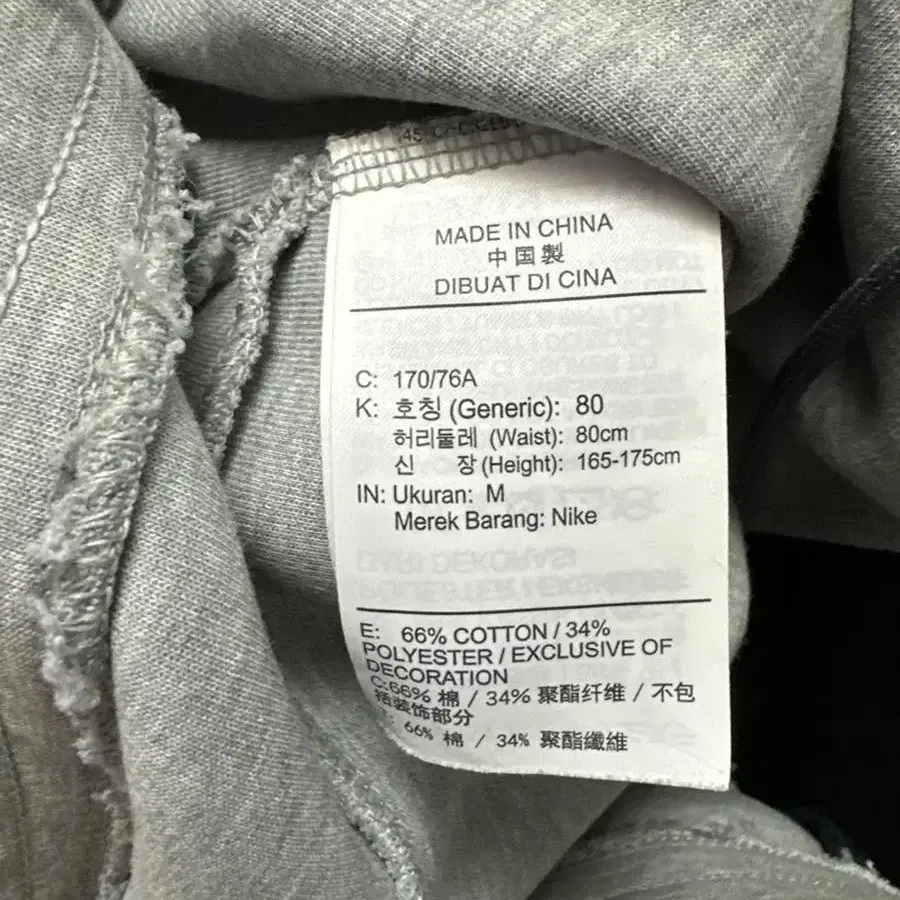 MADE IN CHINA
中国製
DIBUAT DI CINA
C: 170/76A
K: 호칭 (Generic): 80
허리둘레 (Waist): 80cm
신 장 (Height): 165-175cm
IN: Ukuran: M
Merek Barang: Nike
E: 66% COTTON / 34%
POLYESTER / EXCLUSIVE OF
DECORATION
C:66% 棉 / 34% 聚酯纤维 / 不包
括装饰部分
66% 棉 / 34% 聚酯纖維